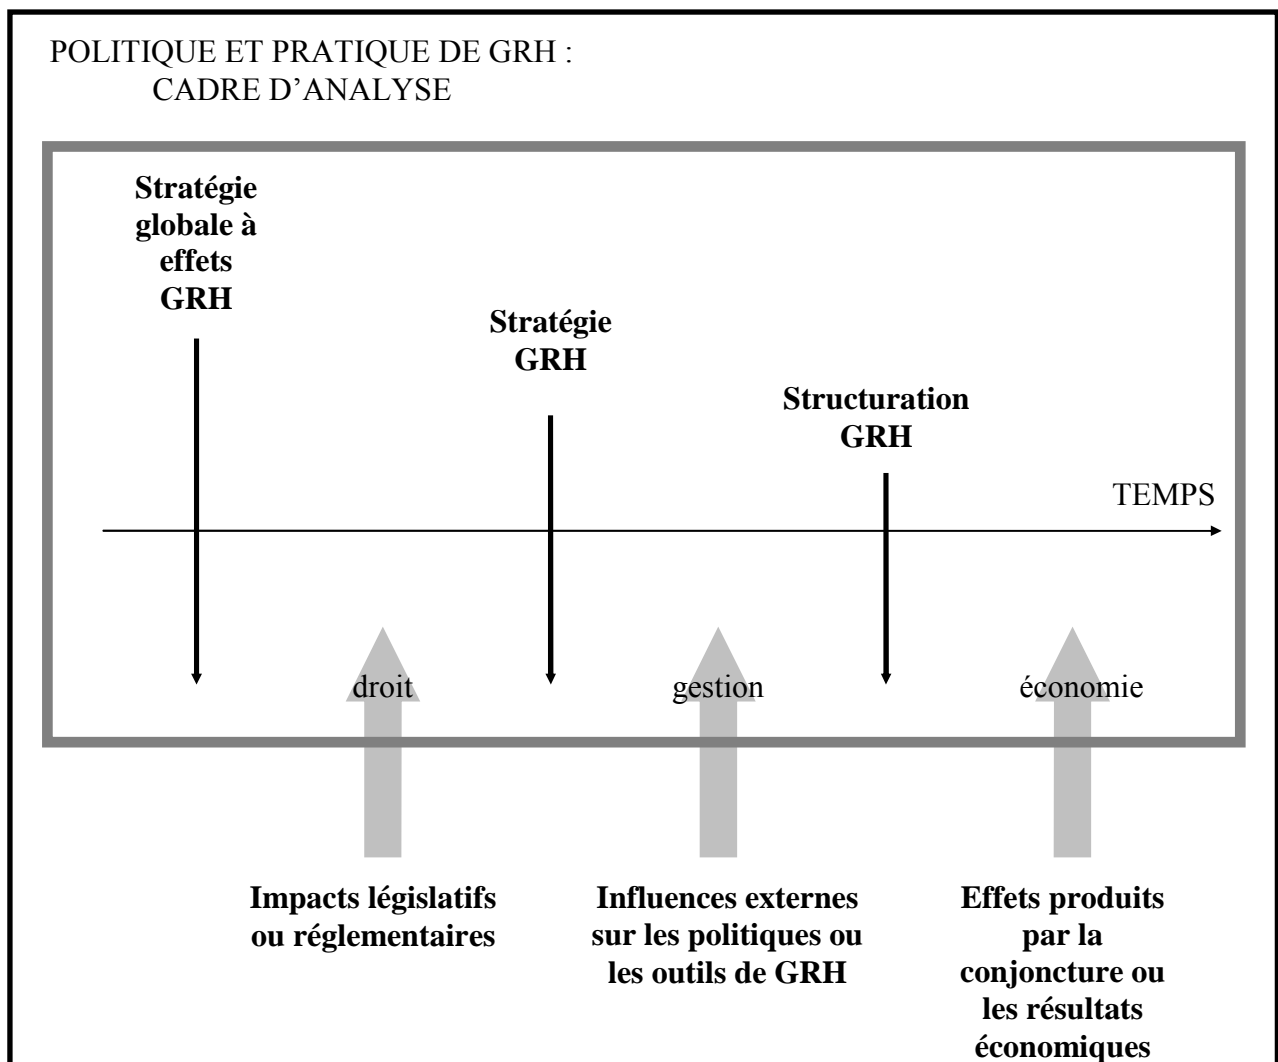 POLITIQUE ET PRATIQUE DE GRH :
CADRE D’ANALYSE
Stratégie
globale à
effets
GRH
Stratégie
GRH
Structuration
GRH
TEMPS
droit
gestion
économie
Impacts législatifs
ou réglementaires
Influences externes
sur les politiques ou
les outils de GRH
Effets produits
par la
conjoncture ou
les résultats
économiques